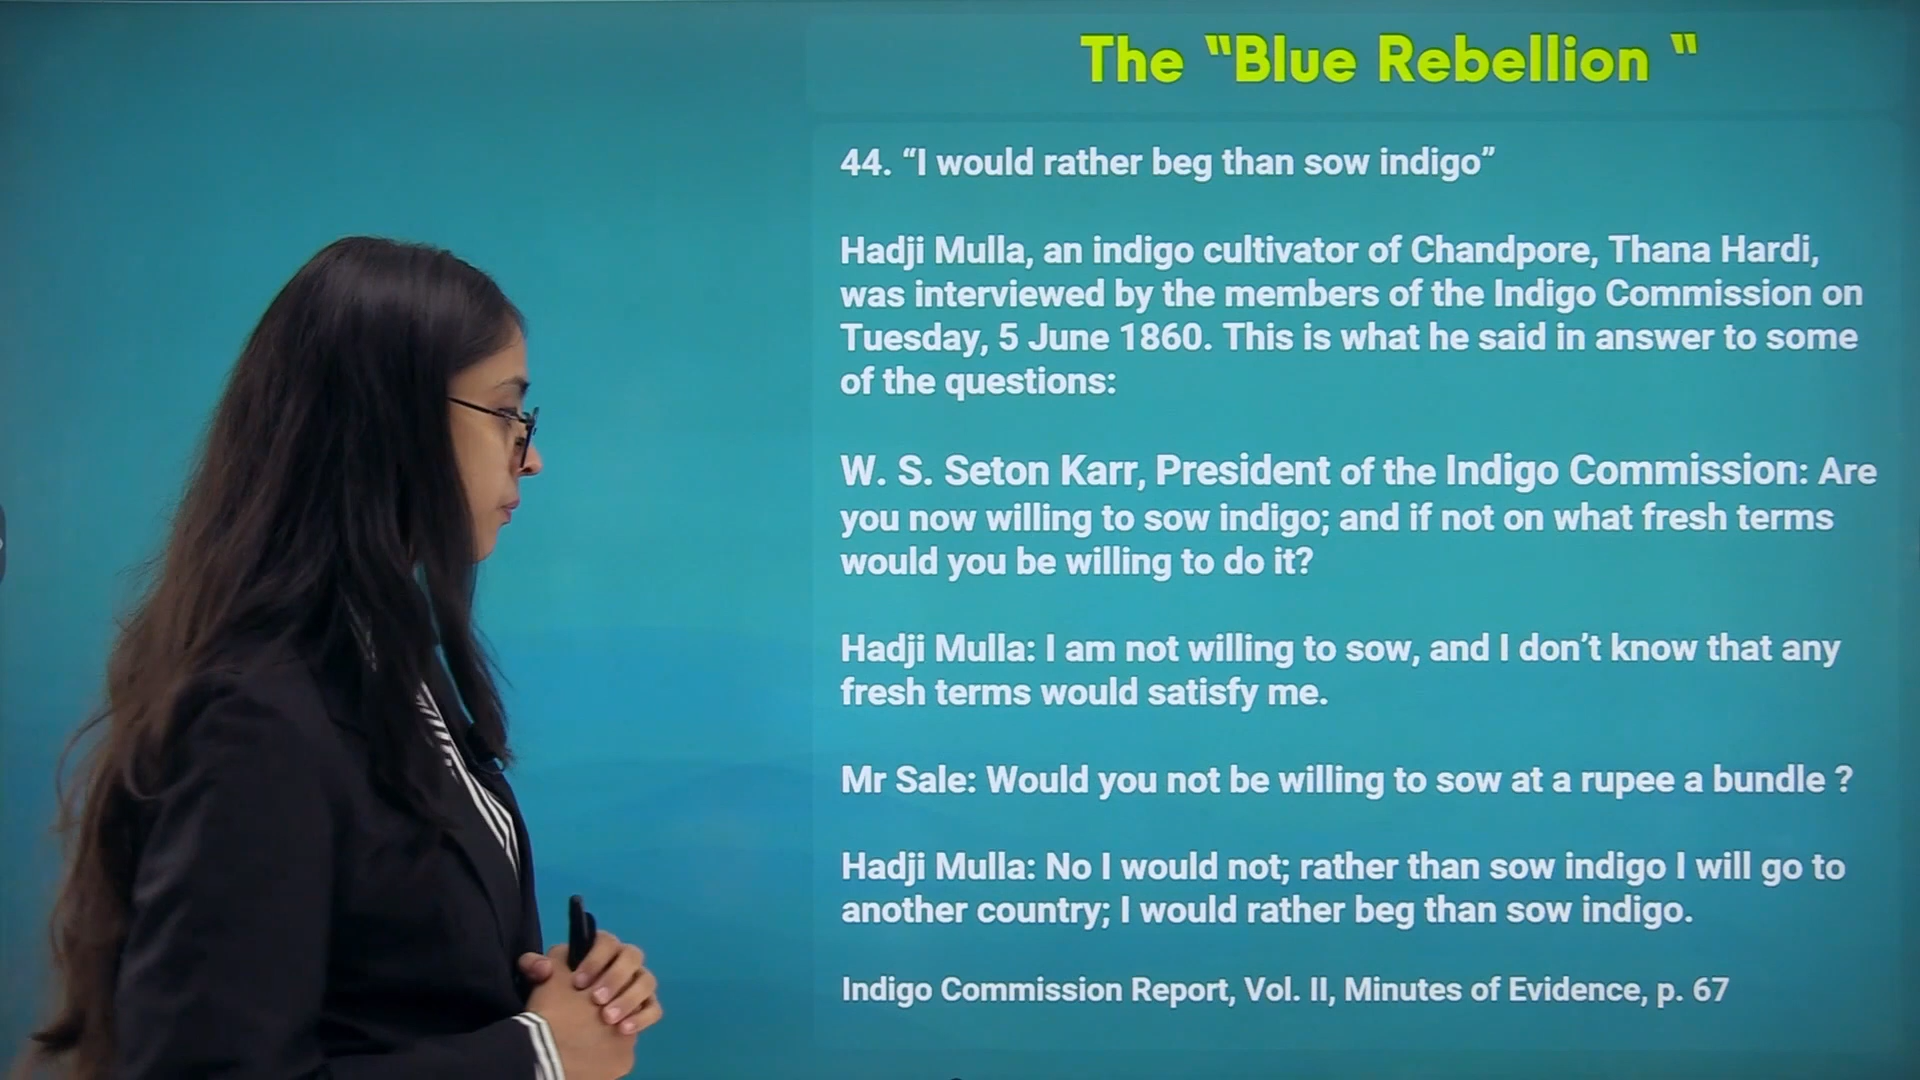 The “Blue Rebellion “
44. “I would rather beg than sow indigo”
Hadji Mulla, an indigo cultivator of Chandpore, Thana Hardi,
was interviewed by the members of the Indigo Commission on
Tuesday, 5 June 1860. This is what he said in answer to some
of the questions:
W. S. Seton Karr, President of the Indigo Commission: Are
you now willing to sow indigo; and if not on what fresh terms
would you be willing to do it?
Hadji Mulla: I am not willing to sow, and I don’t know that any
fresh terms would satisfy me.
Mr Sale: Would you not be willing to sow at a rupee a bundle ?
Hadji Mulla: No I would not; rather than sow indigo I will go to
another country; I would rather beg than sow indigo.
Indigo Commission Report, Vol. II, Minutes of Evidence, p. 67